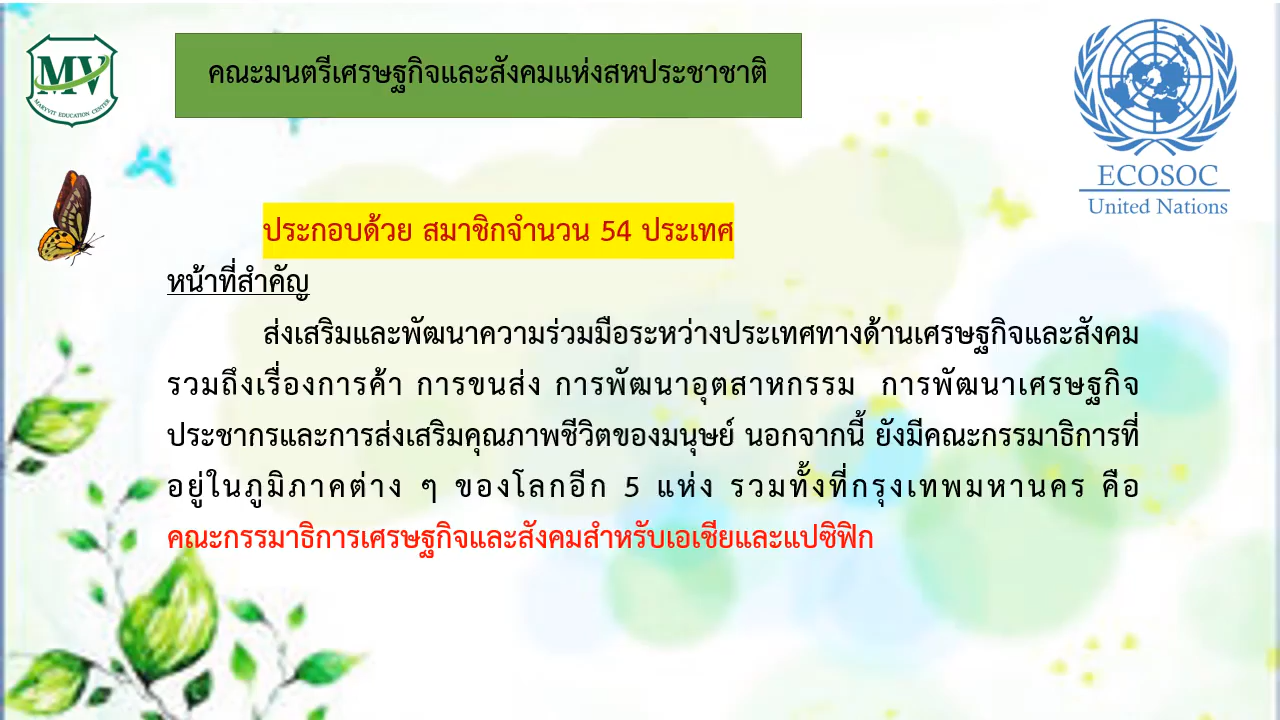 MV
MARYVIT EDUCATION CENTER
คณะมนตรีเศรษฐกิจและสังคมแห่งสหประชาชาติ
ECOSOC
United Nations
ประกอบด้วย สมาชิกจำนวน 54 ประเทศ
หน้าที่สำคัญ
ส่งเสริมและพัฒนาความร่วมมือระหว่างประเทศทางด้านเศรษฐกิจและสังคม
รวมถึงเรื่องการค้า การขนส่ง การพัฒนาอุตสาหกรรม การพัฒนาเศรษฐกิจ
ประชากรและการส่งเสริมคุณภาพชีวิตของมนุษย์ นอกจากนี้ ยังมีคณะกรรมาธิการที่
อยู่ในภูมิภาคต่าง ๆ ของโลกอีก 5 แห่ง รวมทั้งที่กรุงเทพมหานคร คือ
คณะกรรมาธิการเศรษฐกิจและสังคมสำหรับเอเชียและแปซิฟิก